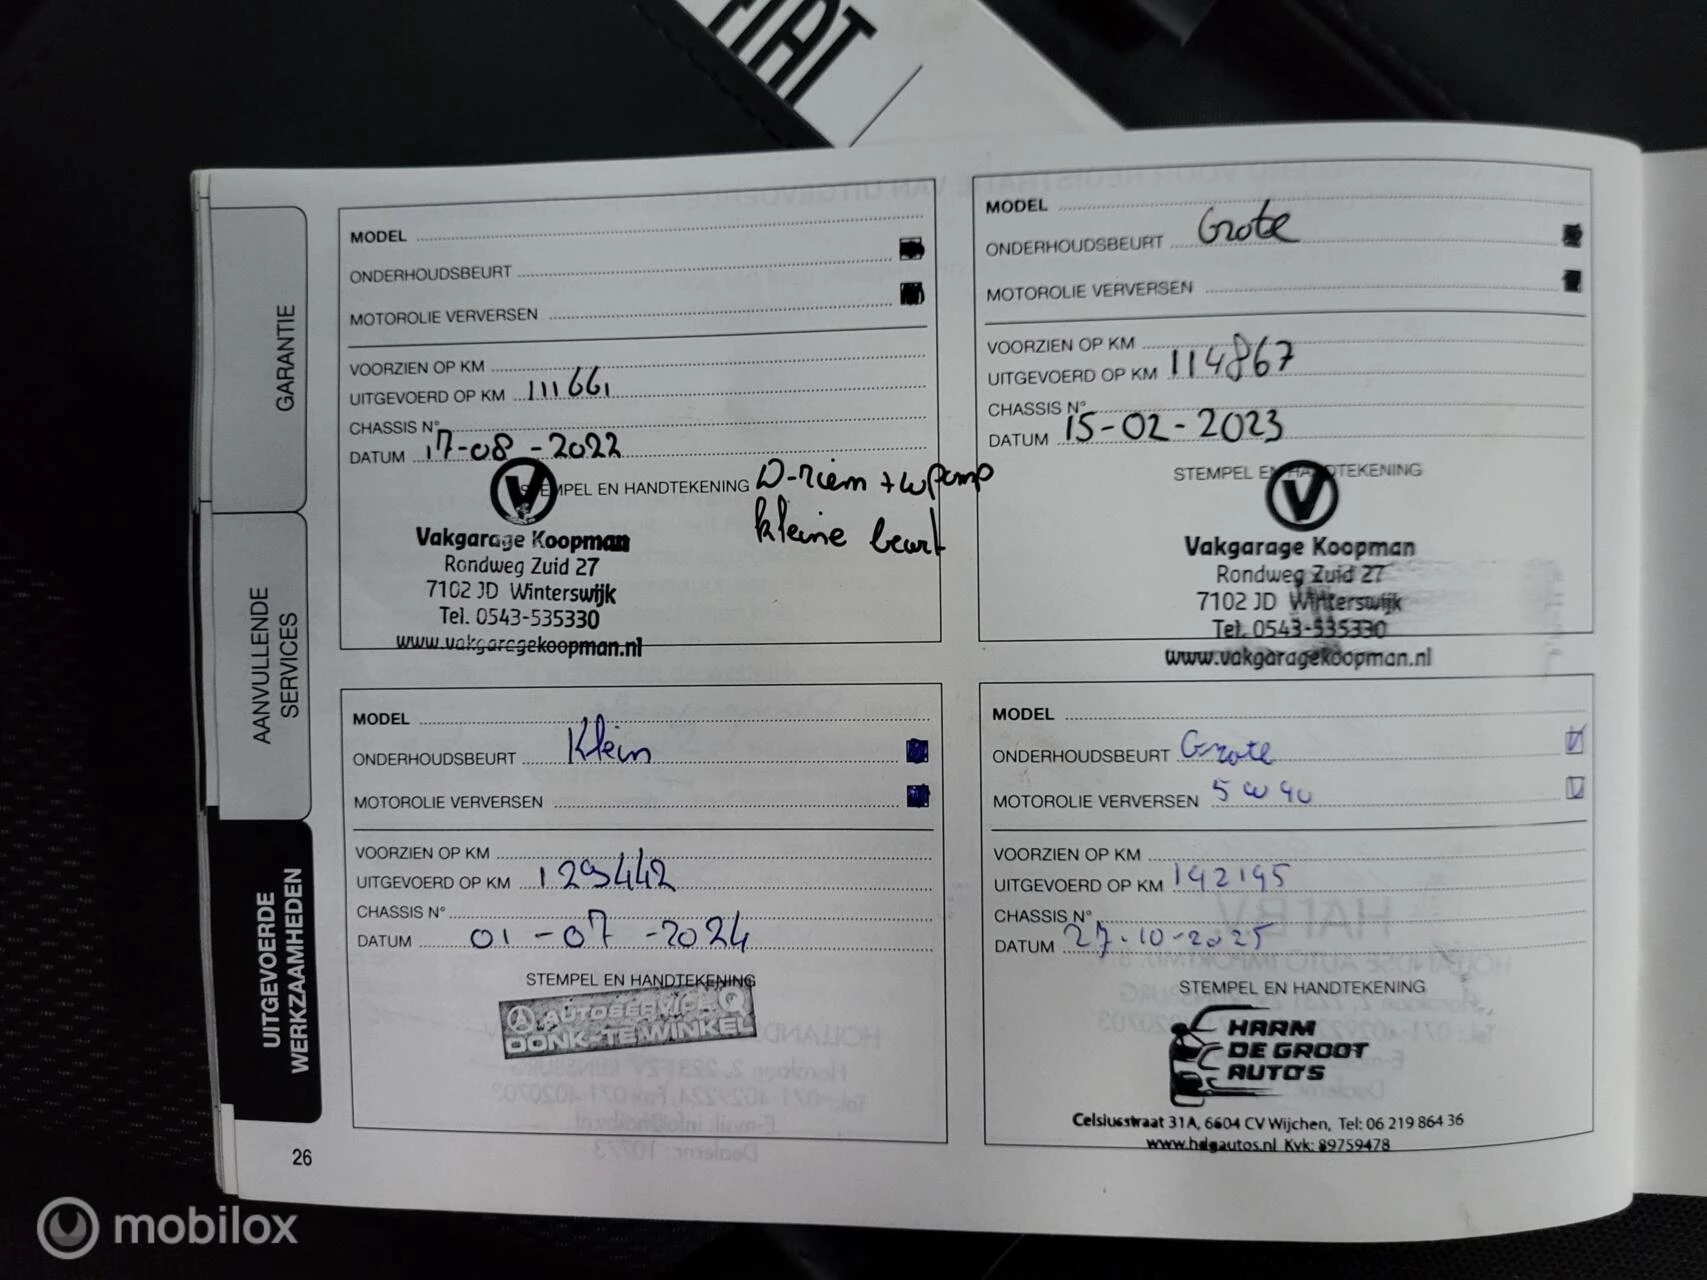 FIAT
GARANTIE
AANVULLENDE
SERVICES
UITGEVOERDE
WERKZAAMHEDEN
MODEL
ONDERHOUDSBEURT
MOTOROLIE VERVERSEN
VOORZIEN OP KM
UITGEVOERD OP KM 111661
CHASSIS N°
DATUM 17-08-2022
STEMPEL EN HANDTEKENING D-riem + w pomp
kleine beurt
Vakgarage Koopman
Rondweg Zuid 27
7102 JD Winterswijk
Tel. 0543-535330
www.vakgaragekoopman.nl
MODEL
ONDERHOUDSBEURT Grote
MOTOROLIE VERVERSEN
VOORZIEN OP KM
UITGEVOERD OP KM 114867
CHASSIS N°
DATUM 15-02-2023
STEMPEL EN HANDTEKENING
Vakgarage Koopman
Rondweg Zuid 27
7102 JD Winterswijk
Tel. 0543-535330
www.vakgaragekoopman.nl
MODEL
ONDERHOUDSBEURT Klein
MOTOROLIE VERVERSEN
VOORZIEN OP KM
UITGEVOERD OP KM 129442
CHASSIS N°
DATUM 01-07-2024
STEMPEL EN HANDTEKENING
AUTOSERVICE
OONK-TE WINKEL
MODEL
ONDERHOUDSBEURT Grote
MOTOROLIE VERVERSEN 5w40
VOORZIEN OP KM
UITGEVOERD OP KM 142195
CHASSIS N°
DATUM 27-10-2025
STEMPEL EN HANDTEKENING
HARM
DE GROOT
AUTO'S
Celsiusstraat 31A, 6604 CV Wijchen, Tel: 06 219 864 36
www.hdgautos.nl Kvk: 89759478
26
mobilox